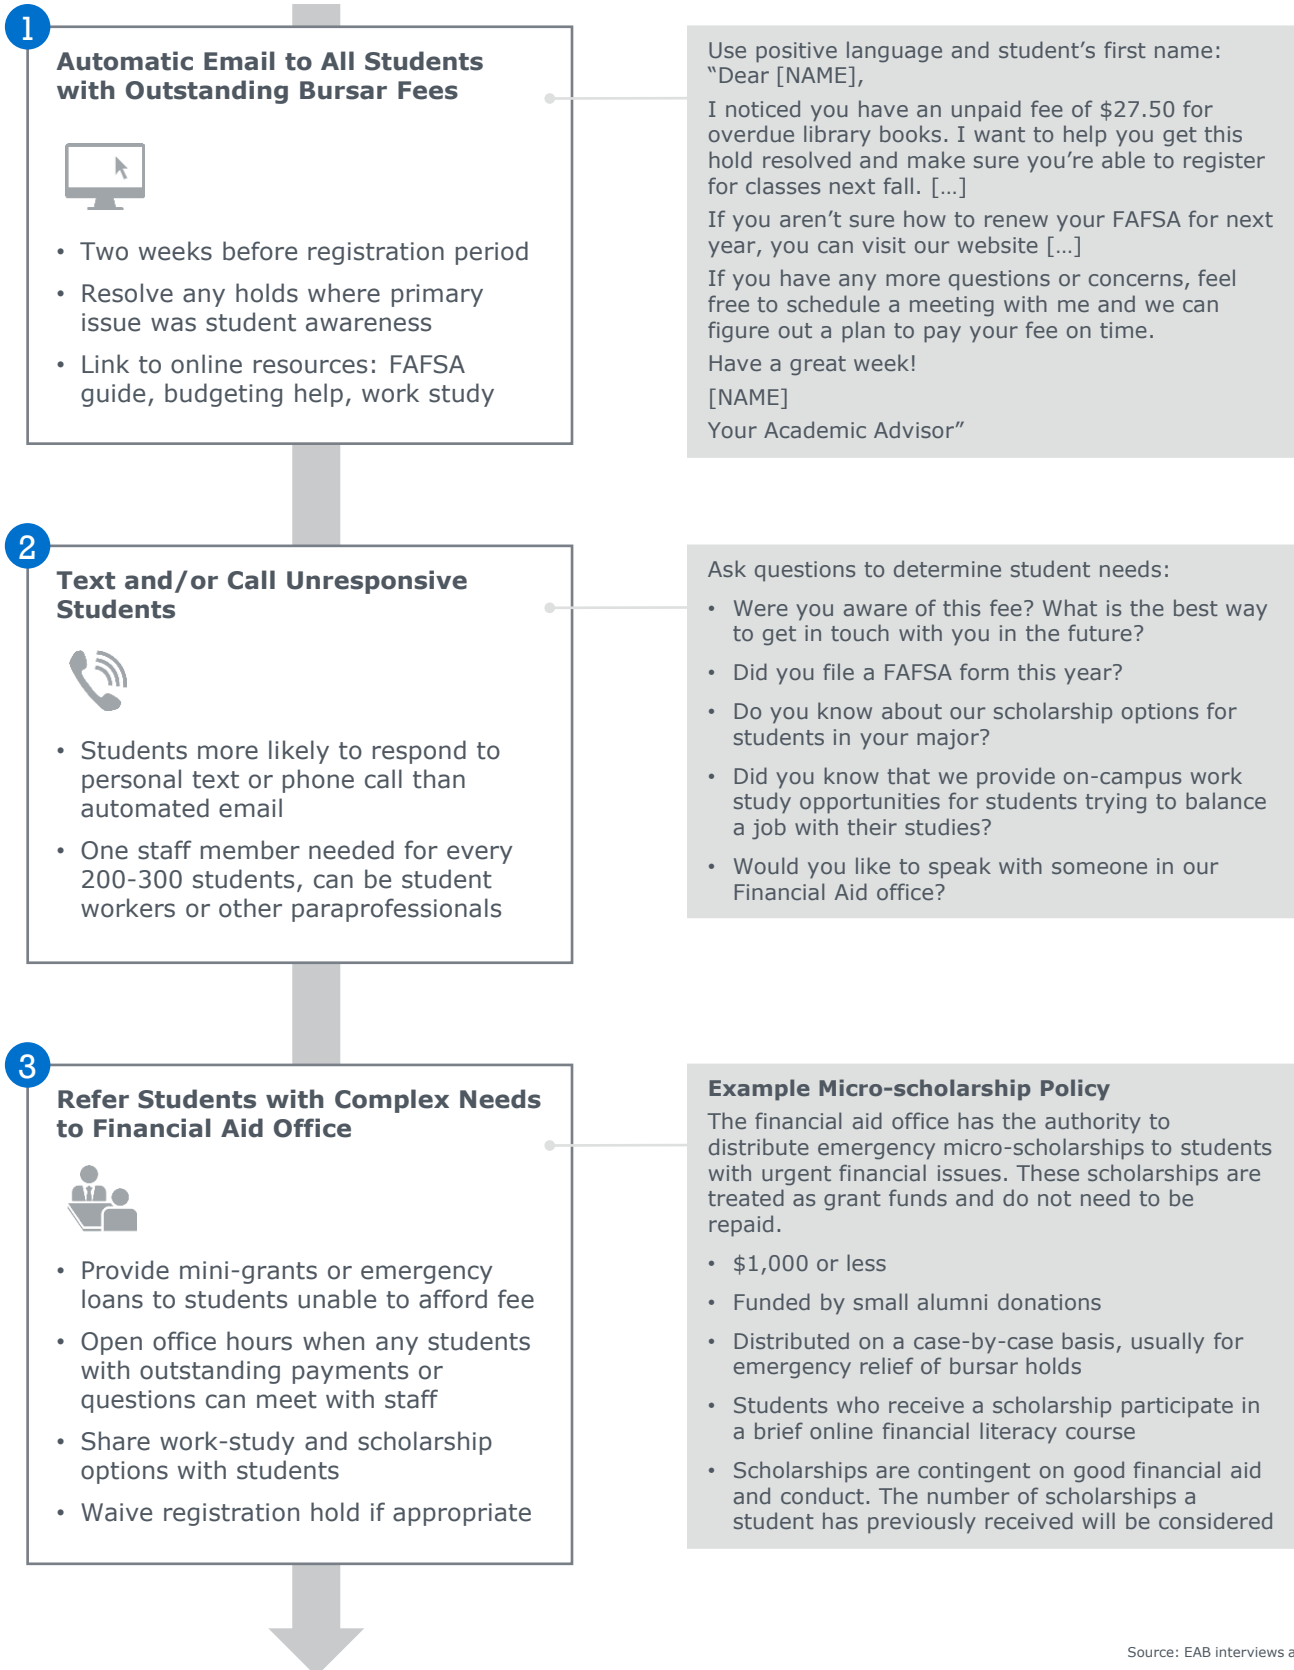 1
Automatic Email to All Students
with Outstanding Bursar Fees
• Two weeks before registration period
• Resolve any holds where primary
issue was student awareness
• Link to online resources: FAFSA
guide, budgeting help, work study
Use positive language and student’s first name:
“Dear [NAME],
I noticed you have an unpaid fee of $27.50 for
overdue library books. I want to help you get this
hold resolved and make sure you’re able to register
for classes next fall. […]
If you aren’t sure how to renew your FAFSA for next
year, you can visit our website […]
If you have any more questions or concerns, feel
free to schedule a meeting with me and we can
figure out a plan to pay your fee on time.
Have a great week!
[NAME]
Your Academic Advisor”
2
Text and/or Call Unresponsive
Students
• Students more likely to respond to
personal text or phone call than
automated email
• One staff member needed for every
200-300 students, can be student
workers or other paraprofessionals
Ask questions to determine student needs:
• Were you aware of this fee? What is the best way
to get in touch with you in the future?
• Did you file a FAFSA form this year?
• Do you know about our scholarship options for
students in your major?
• Did you know that we provide on-campus work
study opportunities for students trying to balance
a job with their studies?
• Would you like to speak with someone in our
Financial Aid office?
3
Refer Students with Complex Needs
to Financial Aid Office
• Provide mini-grants or emergency
loans to students unable to afford fee
• Open office hours when any students
with outstanding payments or
questions can meet with staff
• Share work-study and scholarship
options with students
• Waive registration hold if appropriate
Example Micro-scholarship Policy
The financial aid office has the authority to
distribute emergency micro-scholarships to students
with urgent financial issues. These scholarships are
treated as grant funds and do not need to be
repaid.
• $1,000 or less
• Funded by small alumni donations
• Distributed on a case-by-case basis, usually for
emergency relief of bursar holds
• Students who receive a scholarship participate in
a brief online financial literacy course
• Scholarships are contingent on good financial aid
and conduct. The number of scholarships a
student has previously received will be considered
Source: EAB interviews a